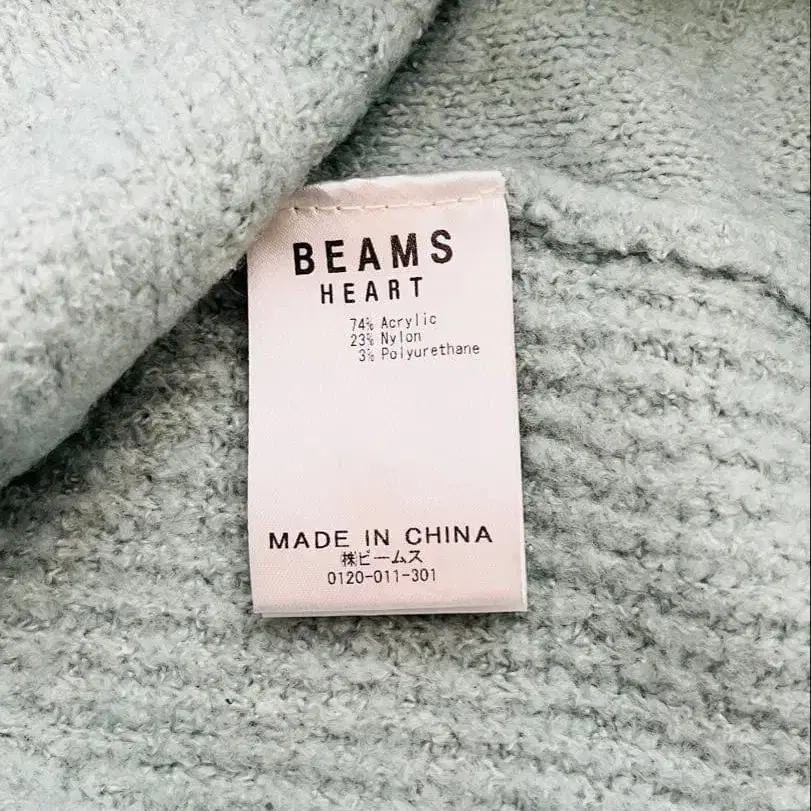 BEAMS
HEART
74% Acrylic
23% Nylon
3% Polyurethane
MADE IN CHINA
㈱ビームス
0120-011-301